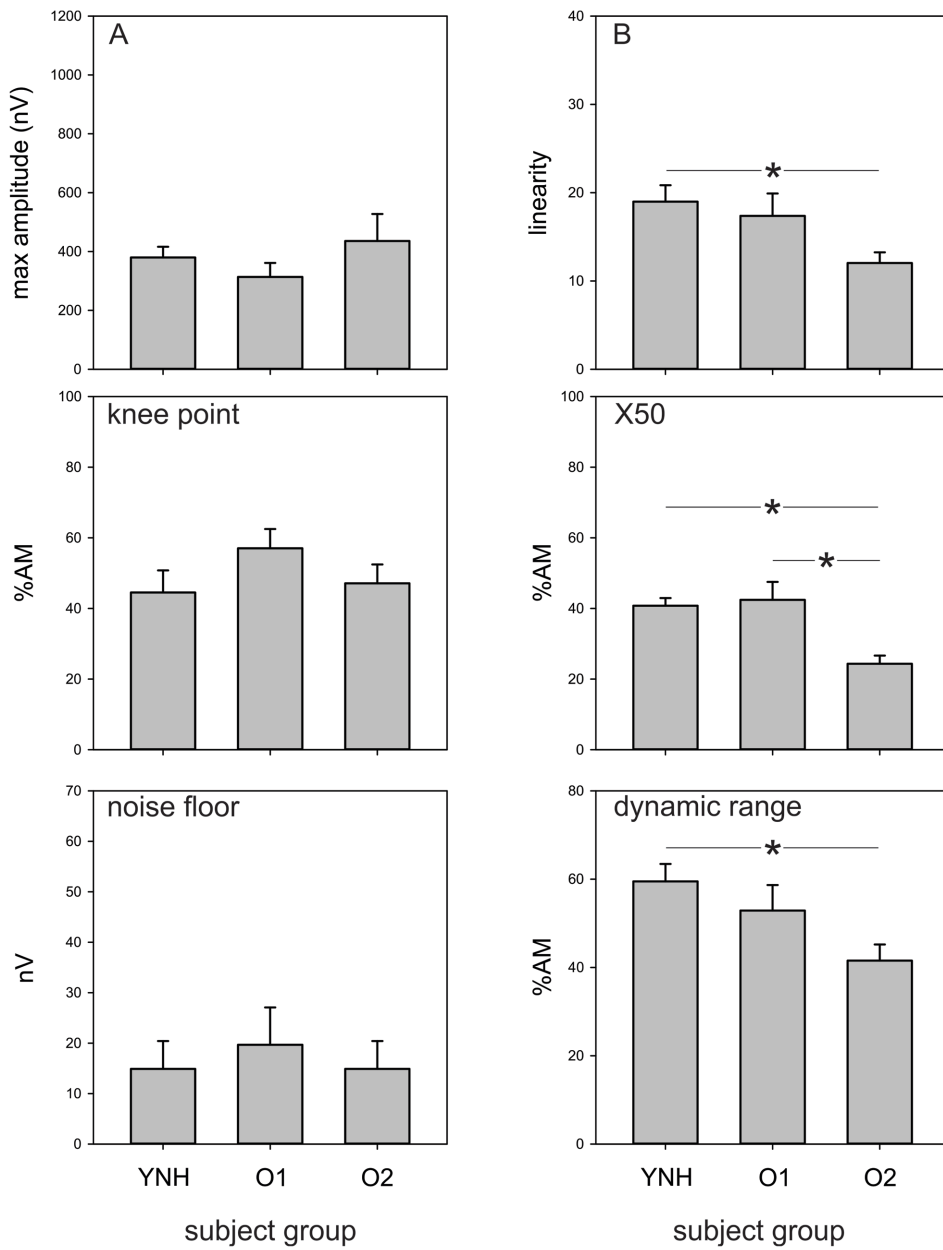 A
max amplitude (nV)
1200
1000
800
600
400
200
0
B
linearity
40
30
20
10
0
*
knee point
%AM
100
80
60
40
20
0
X50
%AM
100
80
60
40
20
0
*
*
noise floor
nV
70
60
50
40
30
20
10
0
YNH O1 O2
subject group
dynamic range
%AM
80
60
40
20
0
*
YNH O1 O2
subject group